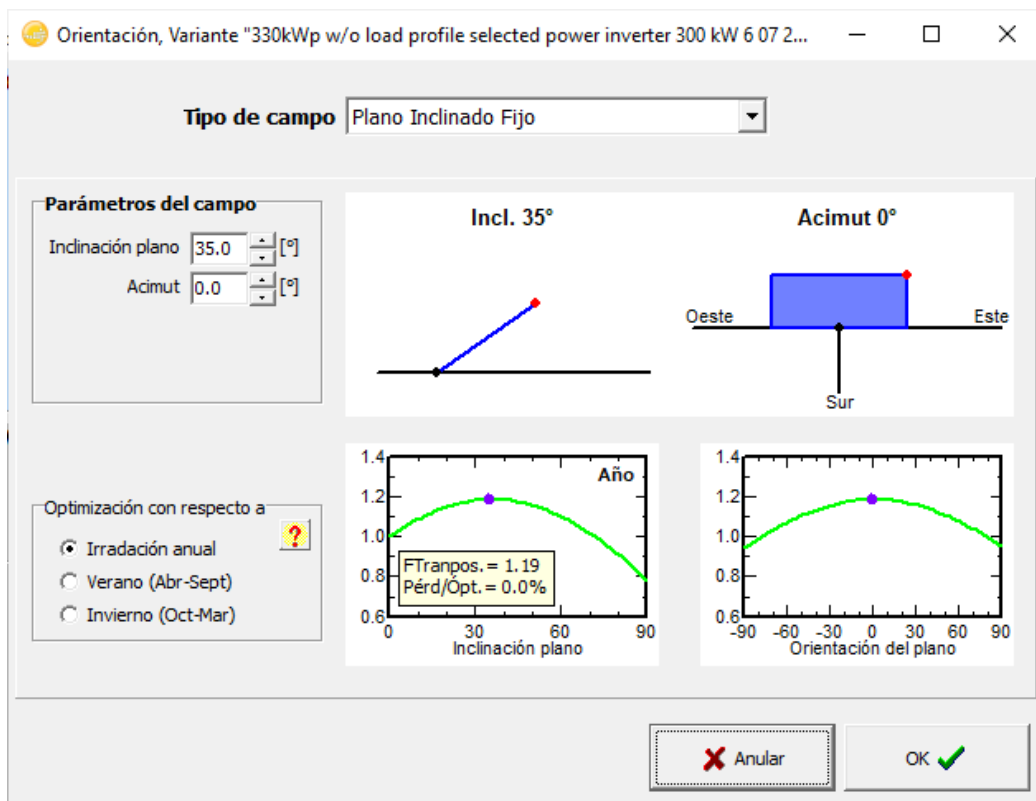 Orientación, Variante "330kWp w/o load profile selected power inverter 300 kW 6 07 2...
Tipo de campo Plano Inclinado Fijo
Parámetros del campo
Inclinación plano 35.0 [º]
Acimut 0.0 [º]
Incl. 35°
Acimut 0°
Oeste
Este
Sur
Optimización con respecto a
?
Irradación anual
Verano (Abr-Sept)
Invierno (Oct-Mar)
1.4
1.2
1.0
0.8
0.6
Año
FTranpos. = 1.19
Pérd/Ópt. = 0.0%
0 30 60 90
Inclinación plano
1.4
1.2
1.0
0.8
0.6
-90 -60 -30 0 30 60 90
Orientación del plano
Anular
OK